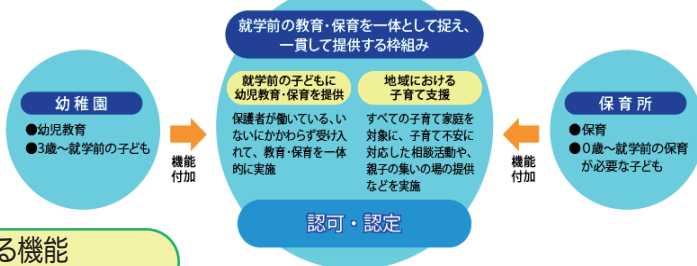 就学前の教育・保育を一体として捉え、
一貫して提供する枠組み
幼稚園
●幼児教育
●3歳～就学前の子ども
機能
付加
就学前の子どもに
幼児教育・保育を提供
保護者が働いている、い
ないにかかわらず受け入
れて、教育・保育を一体
的に実施
地域における
子育て支援
すべての子育て家庭を
対象に、子育て不安に
対応した相談活動や、
親子の集いの場の提供
などを実施
機能
付加
保育所
●保育
●0歳～就学前の保育
が必要な子ども
認可・認定
る機能